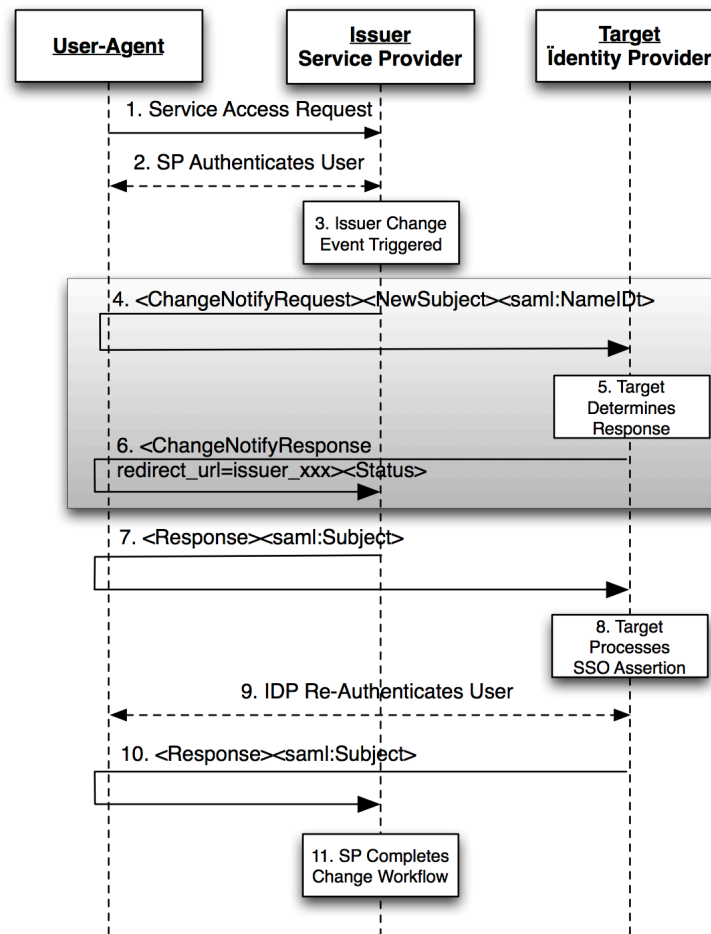 User-Agent
Issuer
Service Provider
Target
Ïdentity Provider
1. Service Access Request
2. SP Authenticates User
3. Issuer Change
Event Triggered
4. <ChangeNotifyRequest><NewSubject><saml:NameIDt>
5. Target
Determines
Response
6. <ChangeNotifyResponse
redirect_url=issuer_xxx><Status>
7. <Response><saml:Subject>
8. Target
Processes
SSO Assertion
9. IDP Re-Authenticates User
10. <Response><saml:Subject>
11. SP Completes
Change Workflow